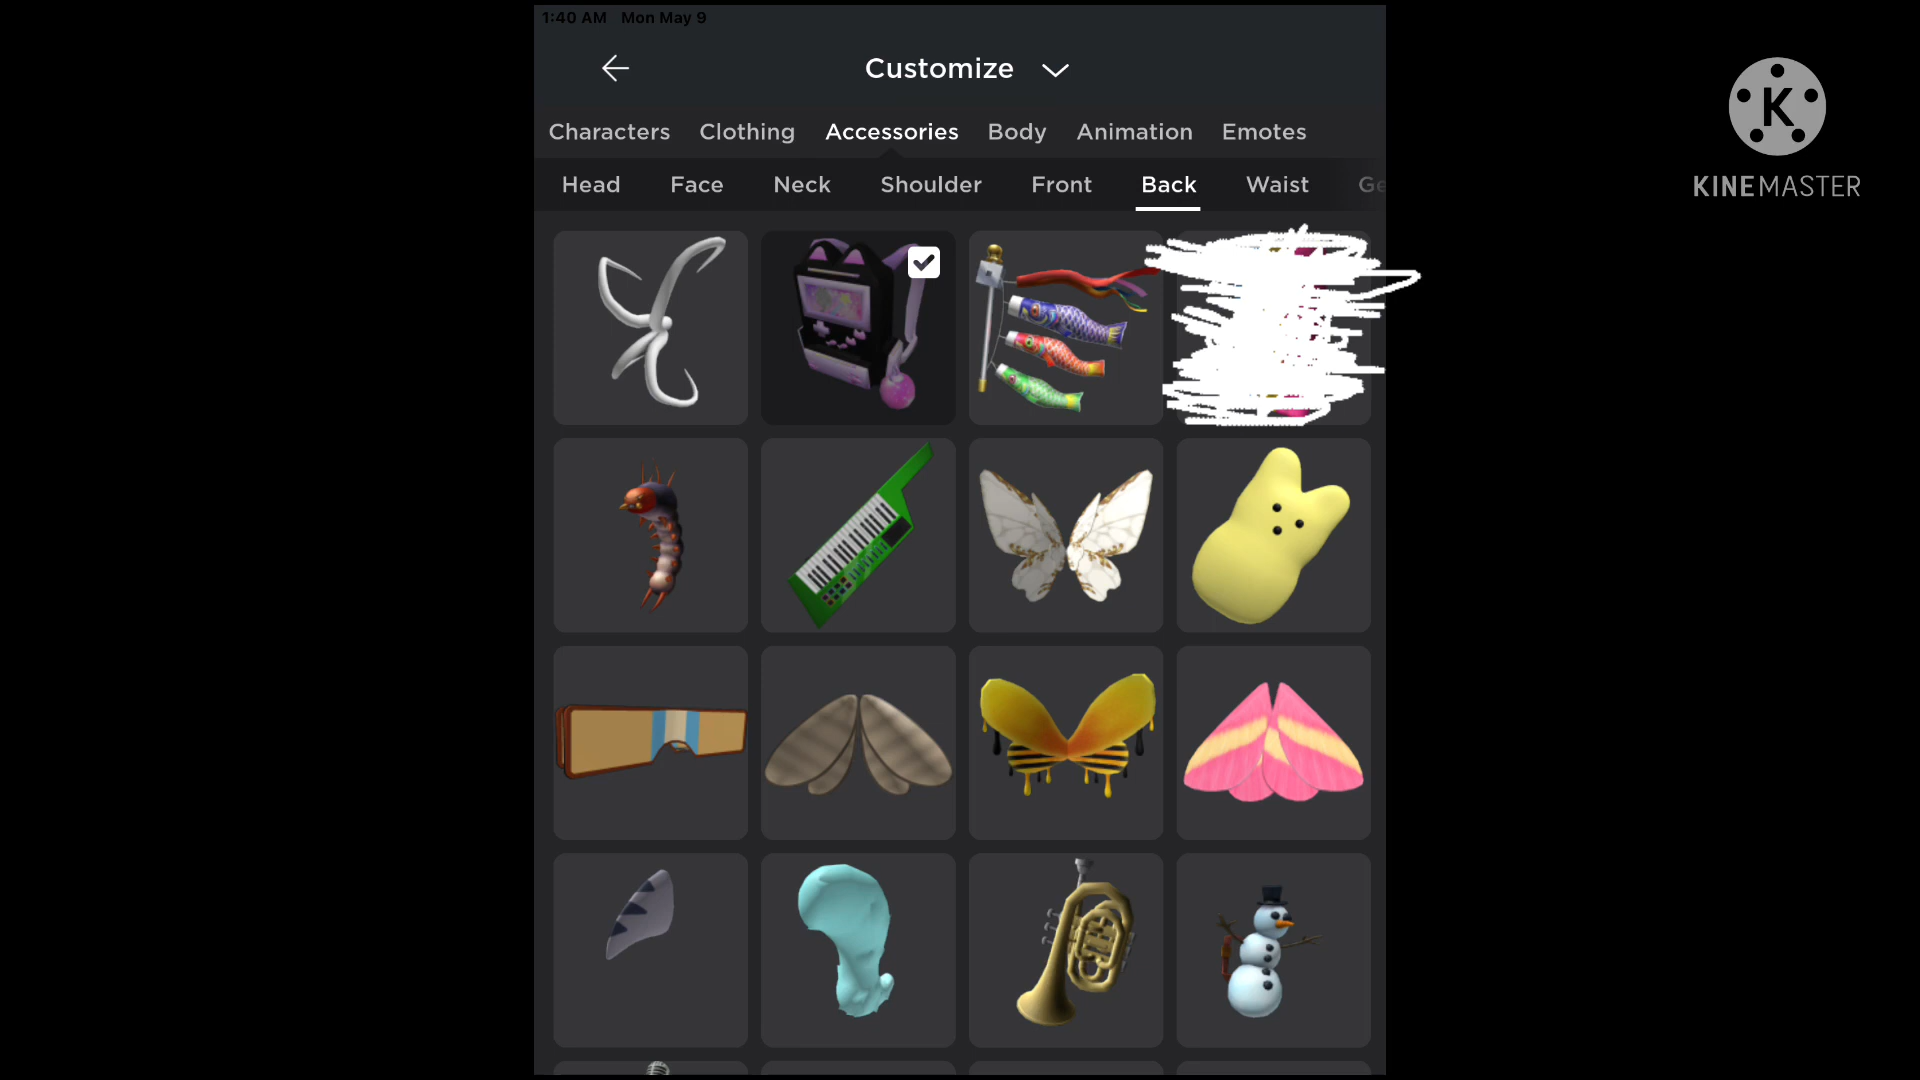 1:40 AM Mon May 9
Customize
Characters Clothing Accessories Body Animation Emotes
Head Face Neck Shoulder Front Back Waist Ge
K
KINEMASTER